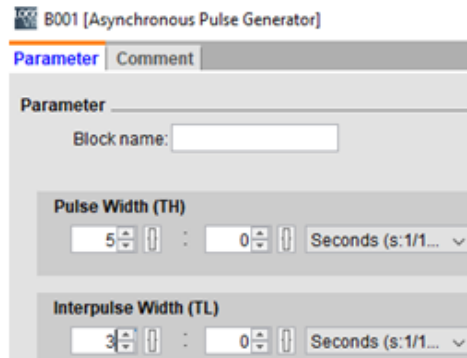 B001 [Asynchronous Pulse Generator]
Parameter Comment
Parameter
Block name:
Pulse Width (TH)
5 : 0 Seconds (s:1/1...
Interpulse Width (TL)
3 : 0 Seconds (s:1/1...